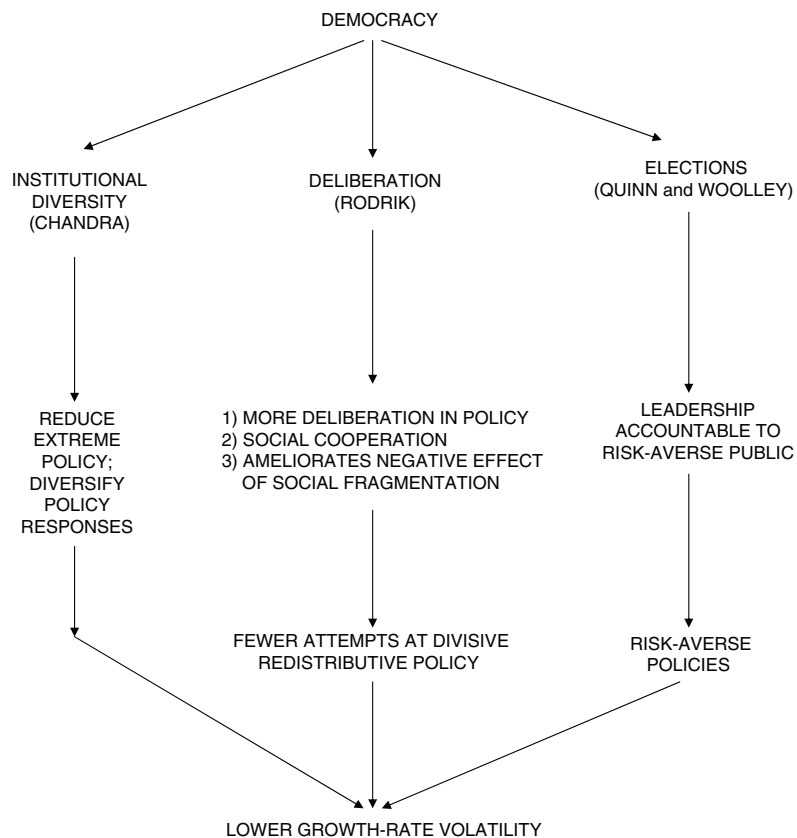 DEMOCRACY
INSTITUTIONAL
DIVERSITY
(CHANDRA)
DELIBERATION
(RODRIK)
ELECTIONS
(QUINN and WOOLLEY)
REDUCE
EXTREME
POLICY;
DIVERSIFY
POLICY
RESPONSES
1) MORE DELIBERATION IN POLICY
2) SOCIAL COOPERATION
3) AMELIORATES NEGATIVE EFFECT
OF SOCIAL FRAGMENTATION
LEADERSHIP
ACCOUNTABLE TO
RISK-AVERSE PUBLIC
FEWER ATTEMPTS AT DIVISIVE
REDISTRIBUTIVE POLICY
RISK-AVERSE
POLICIES
LOWER GROWTH-RATE VOLATILITY